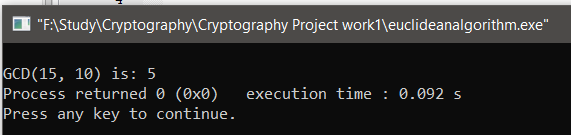 "F:\Study\Cryptography\Cryptography Project work1\euclideanalgorithm.exe"
GCD(15, 10) is: 5
Process returned 0 (0x0)   execution time : 0.092 s
Press any key to continue.